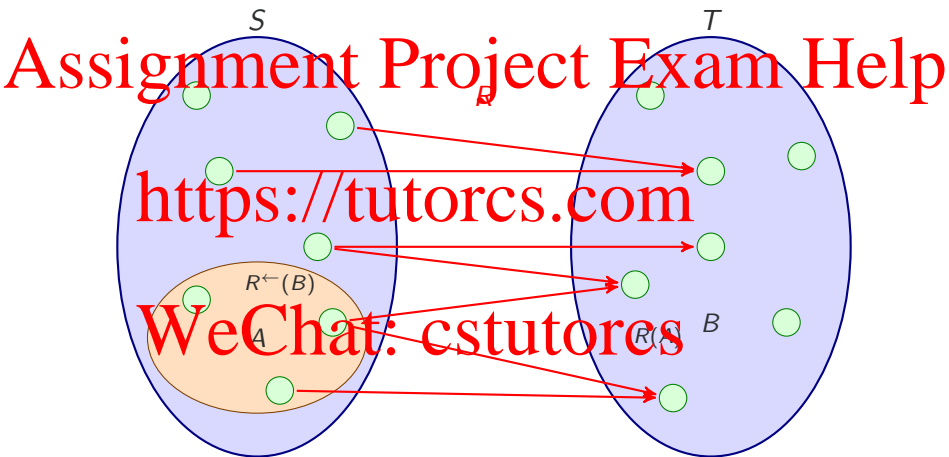 S T
Assignment Project Exam Help
R
https://tutorcs.com
R←(B)
WeChat: cstutorcs
A R(A) B